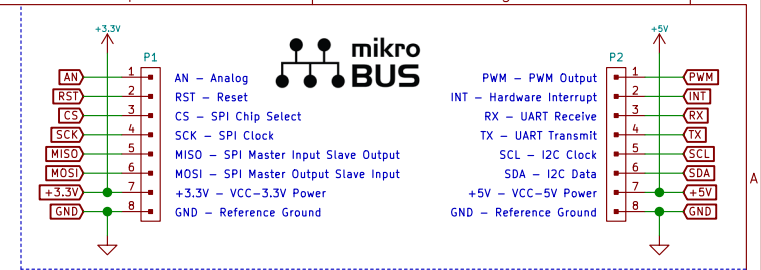 +3.3V
P1
mikro
BUS
+5V
P2
AN 1 AN – Analog
RST 2 RST – Reset
CS 3 CS – SPI Chip Select
SCK 4 SCK – SPI Clock
MISO 5 MISO – SPI Master Input Slave Output
MOSI 6 MOSI – SPI Master Output Slave Input
+3.3V 7 +3.3V – VCC-3.3V Power
GND 8 GND – Reference Ground
PWM – PWM Output 1 PWM
INT – Hardware Interrupt 2 INT
RX – UART Receive 3 RX
TX – UART Transmit 4 TX
SCL – I2C Clock 5 SCL
SDA – I2C Data 6 SDA
+5V – VCC-5V Power 7 +5V
GND – Reference Ground 8 GND
A